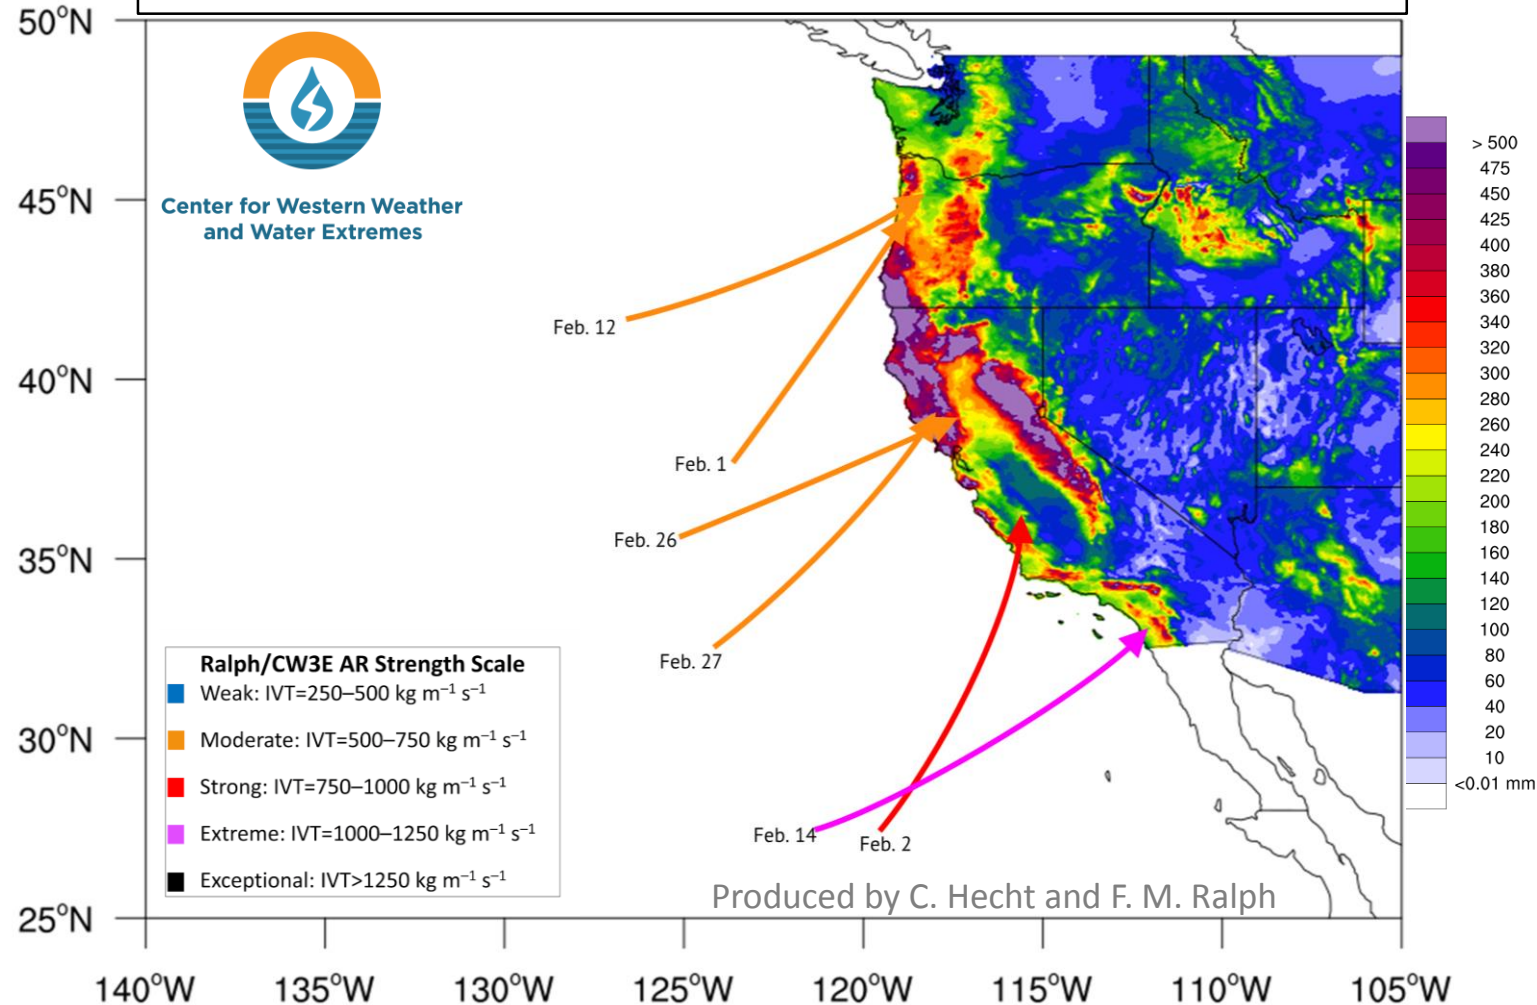 50°N
45°N
40°N
35°N
30°N
25°N
140°W
135°W
130°W
125°W
120°W
115°W
110°W
105°W
Center for Western Weather
and Water Extremes
Feb. 12
Feb. 1
Feb. 26
Feb. 27
Feb. 14
Feb. 2
Ralph/CW3E AR Strength Scale
Weak: IVT=250–500 kg m⁻¹ s⁻¹
Moderate: IVT=500–750 kg m⁻¹ s⁻¹
Strong: IVT=750–1000 kg m⁻¹ s⁻¹
Extreme: IVT=1000–1250 kg m⁻¹ s⁻¹
Exceptional: IVT>1250 kg m⁻¹ s⁻¹
Produced by C. Hecht and F. M. Ralph
> 500
475
450
425
400
380
360
340
320
300
280
260
240
220
200
180
160
140
120
100
80
60
40
20
10
<0.01 mm